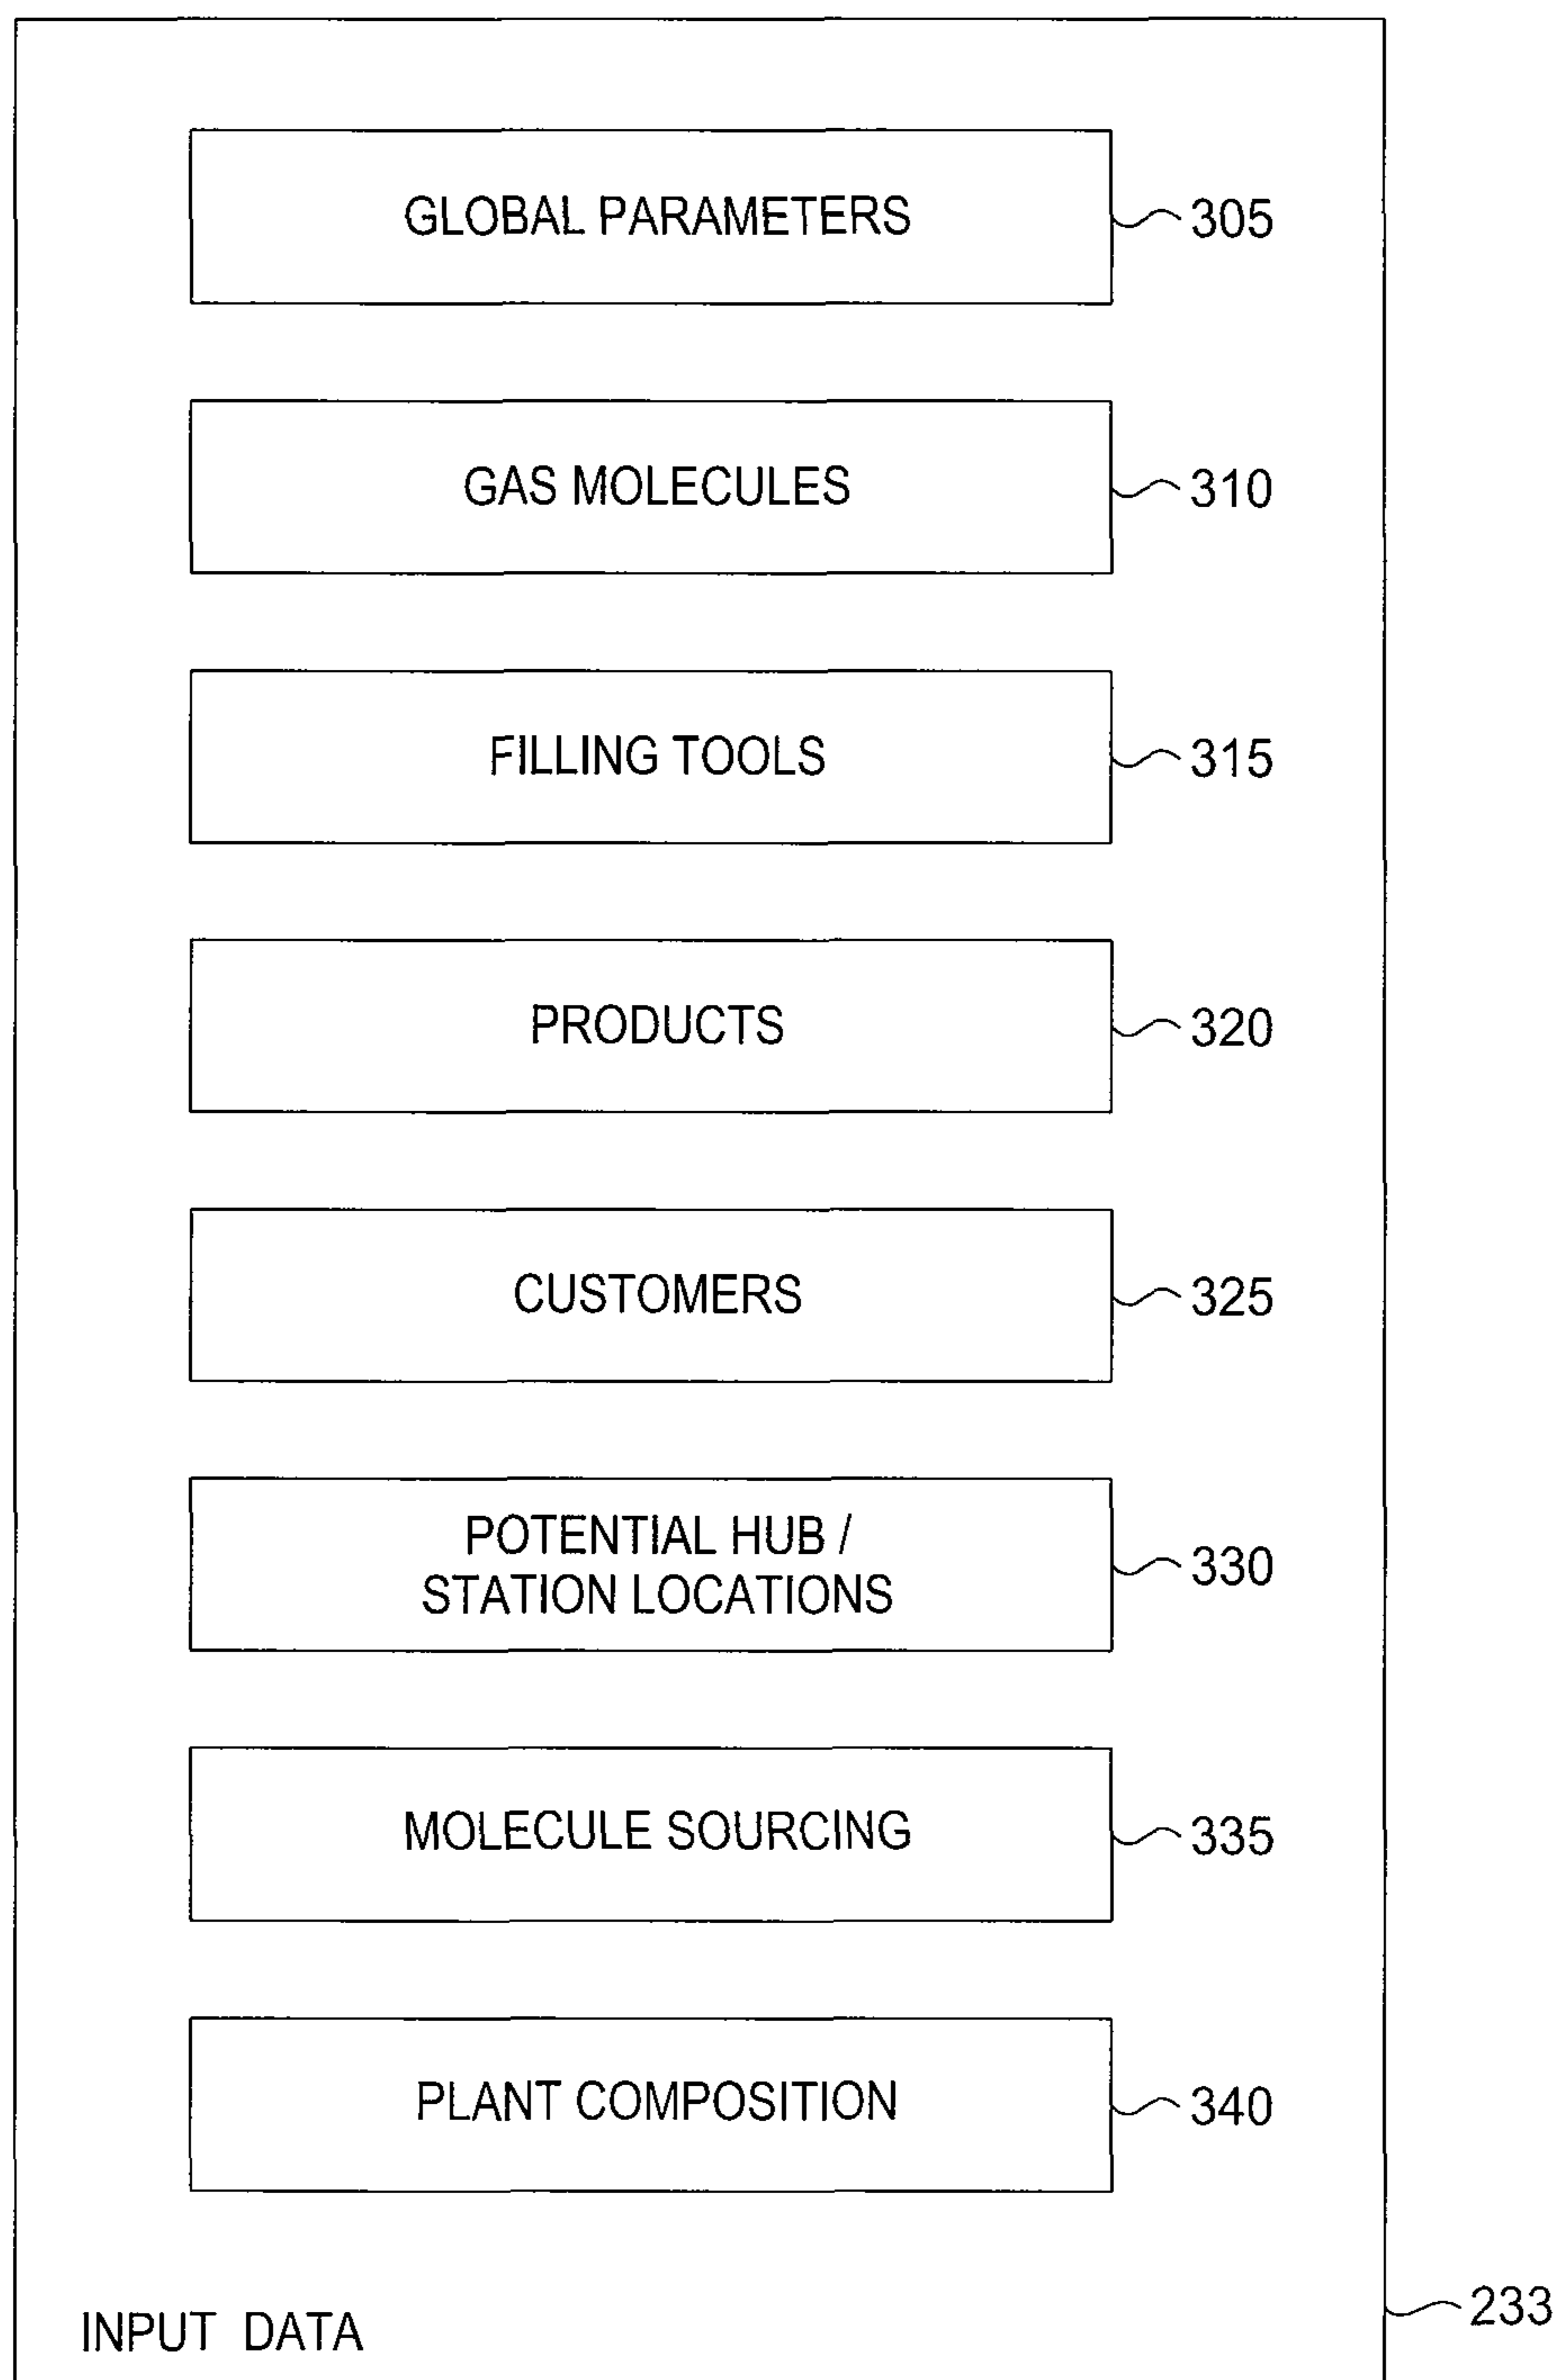 GLOBAL PARAMETERS 305
GAS MOLECULES 310
FILLING TOOLS 315
PRODUCTS 320
CUSTOMERS 325
POTENTIAL HUB /
STATION LOCATIONS 330
MOLECULE SOURCING 335
PLANT COMPOSITION 340
INPUT DATA 233